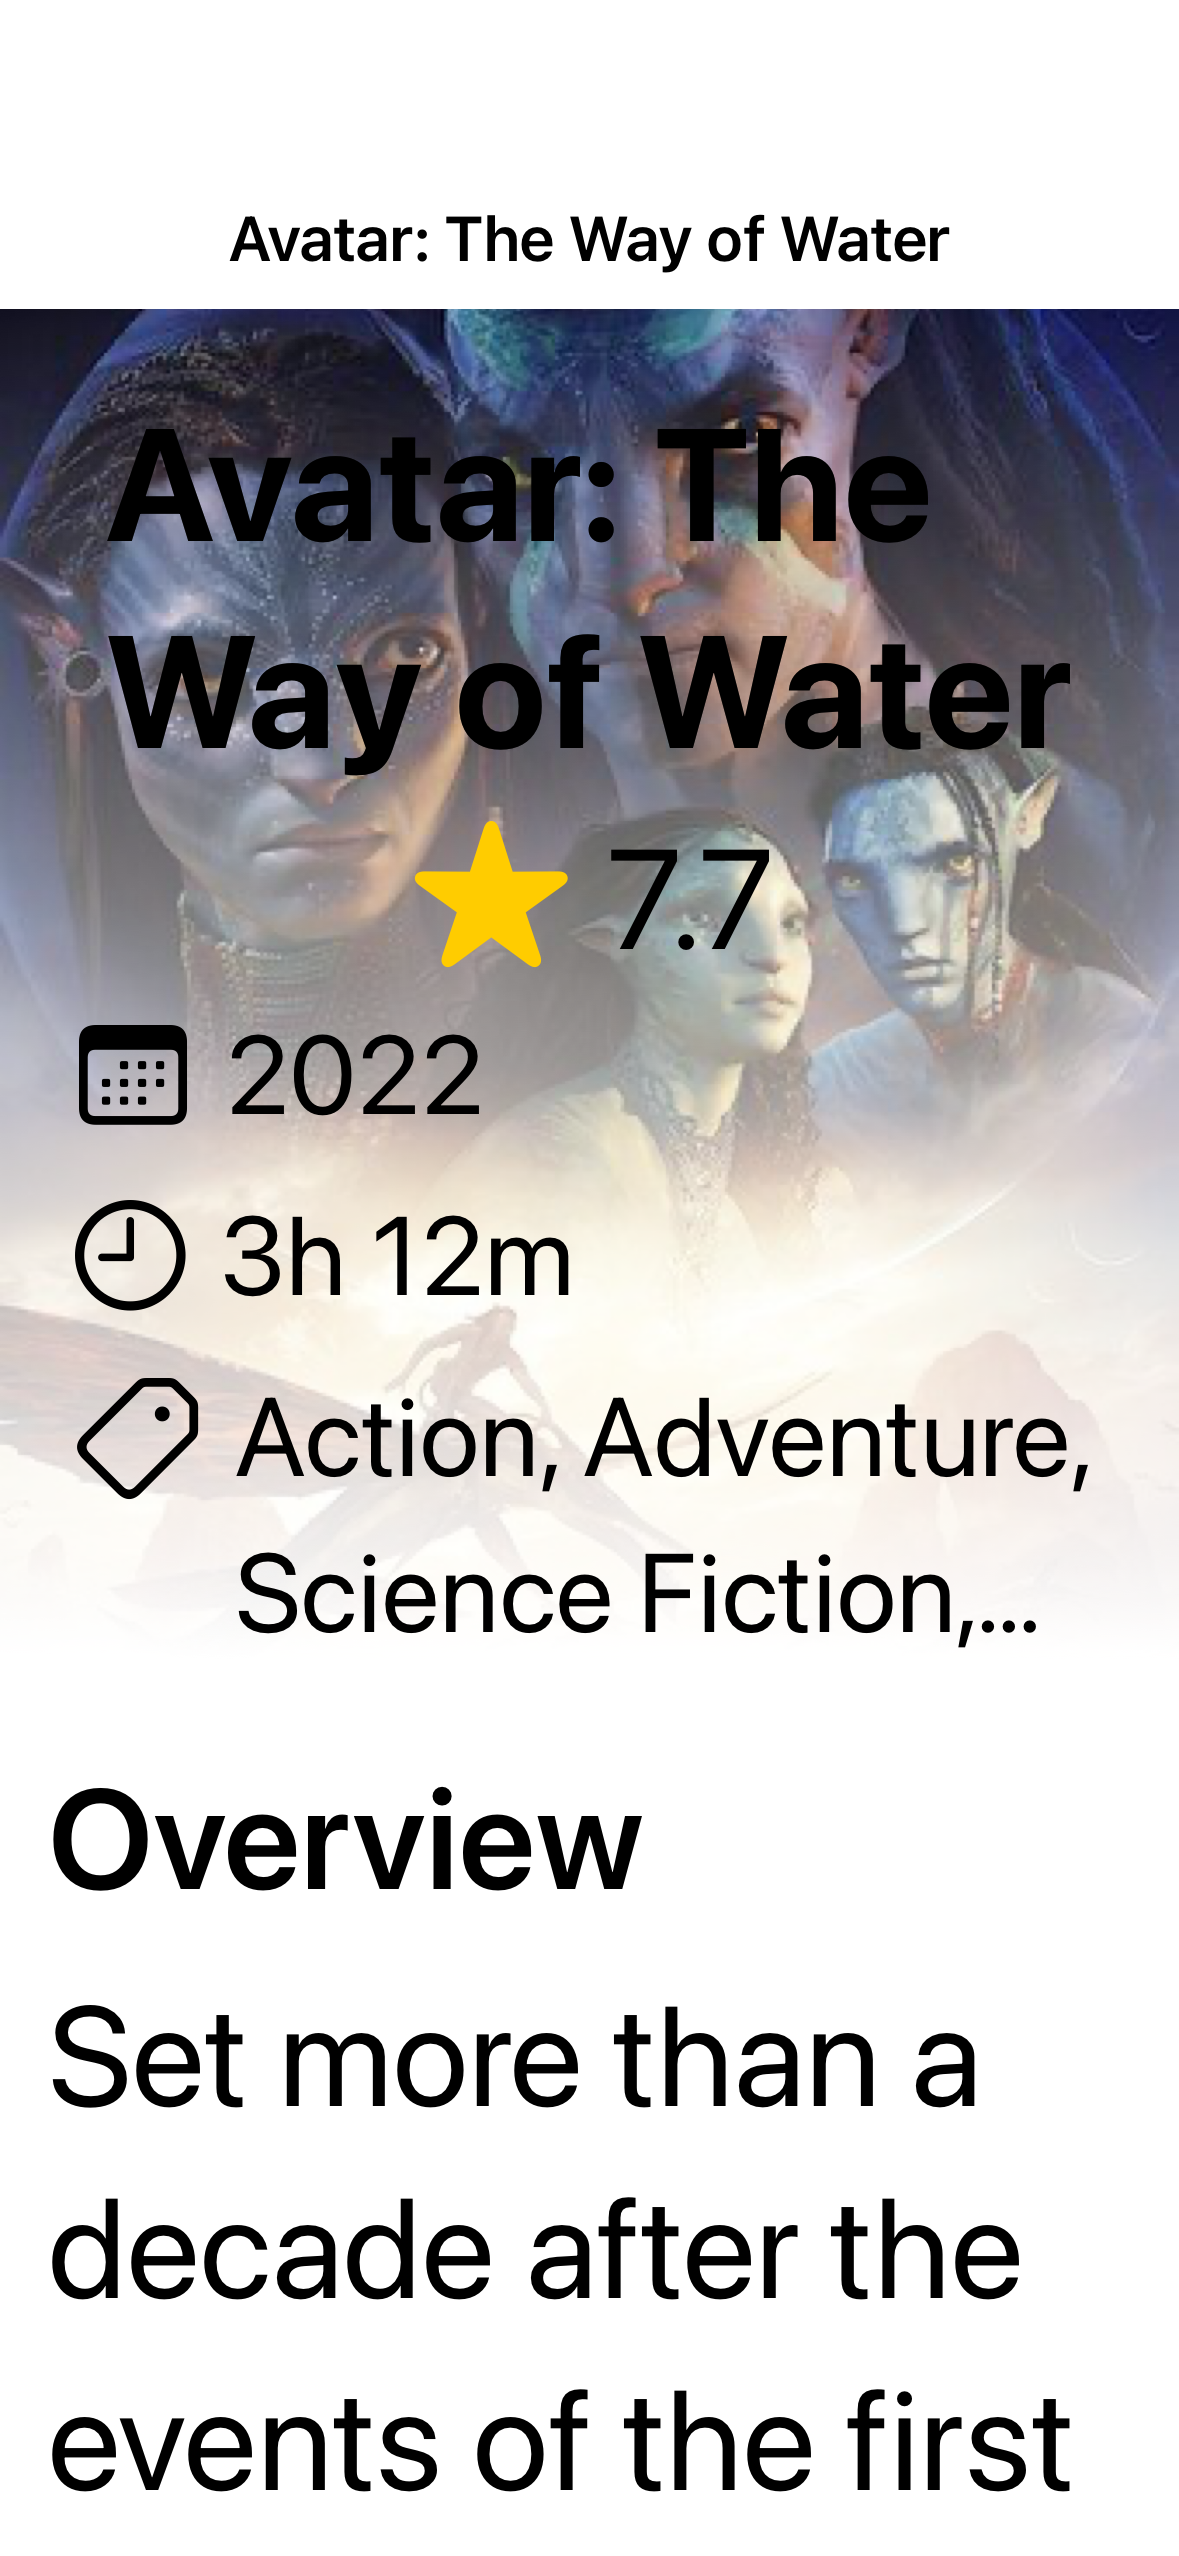 Avatar: The Way of Water
Avatar: The
Way of Water
7.7
2022
3h 12m
Action, Adventure,
Science Fiction,...
Overview
Set more than a
decade after the
events of the first